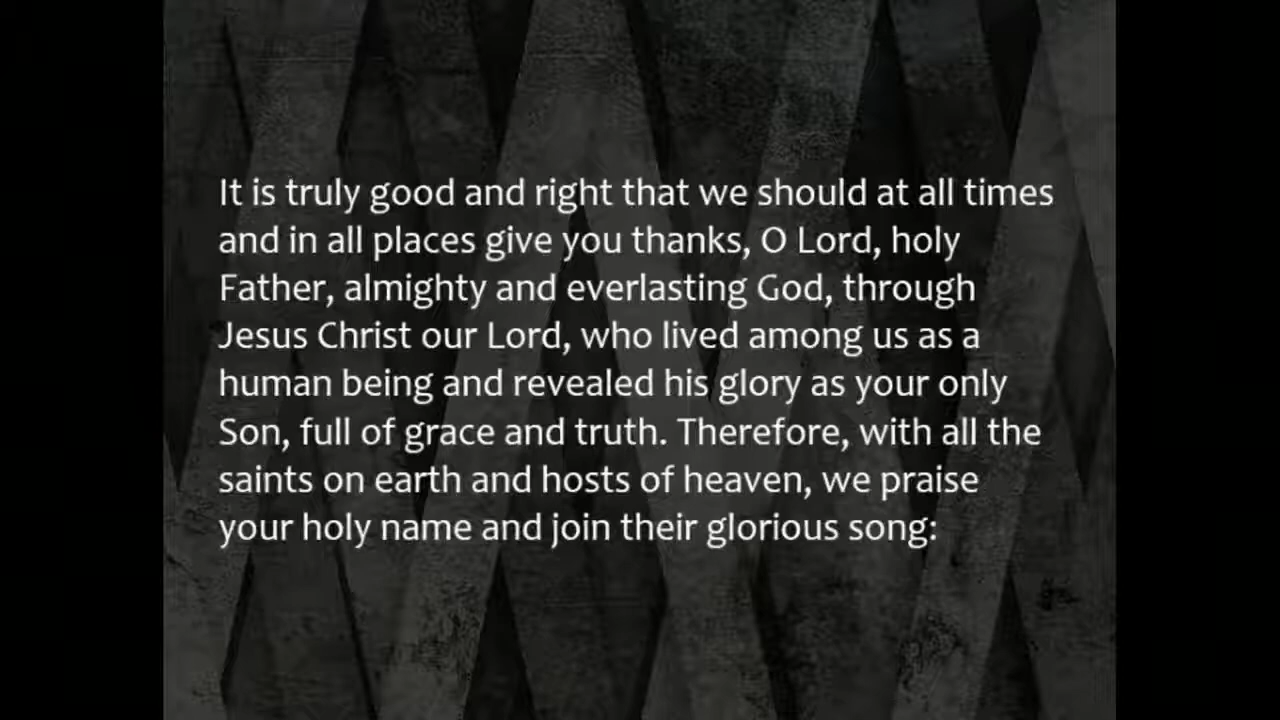 It is truly good and right that we should at all times
and in all places give you thanks, O Lord, holy
Father, almighty and everlasting God, through
Jesus Christ our Lord, who lived among us as a
human being and revealed his glory as your only
Son, full of grace and truth. Therefore, with all the
saints on earth and hosts of heaven, we praise
your holy name and join their glorious song: